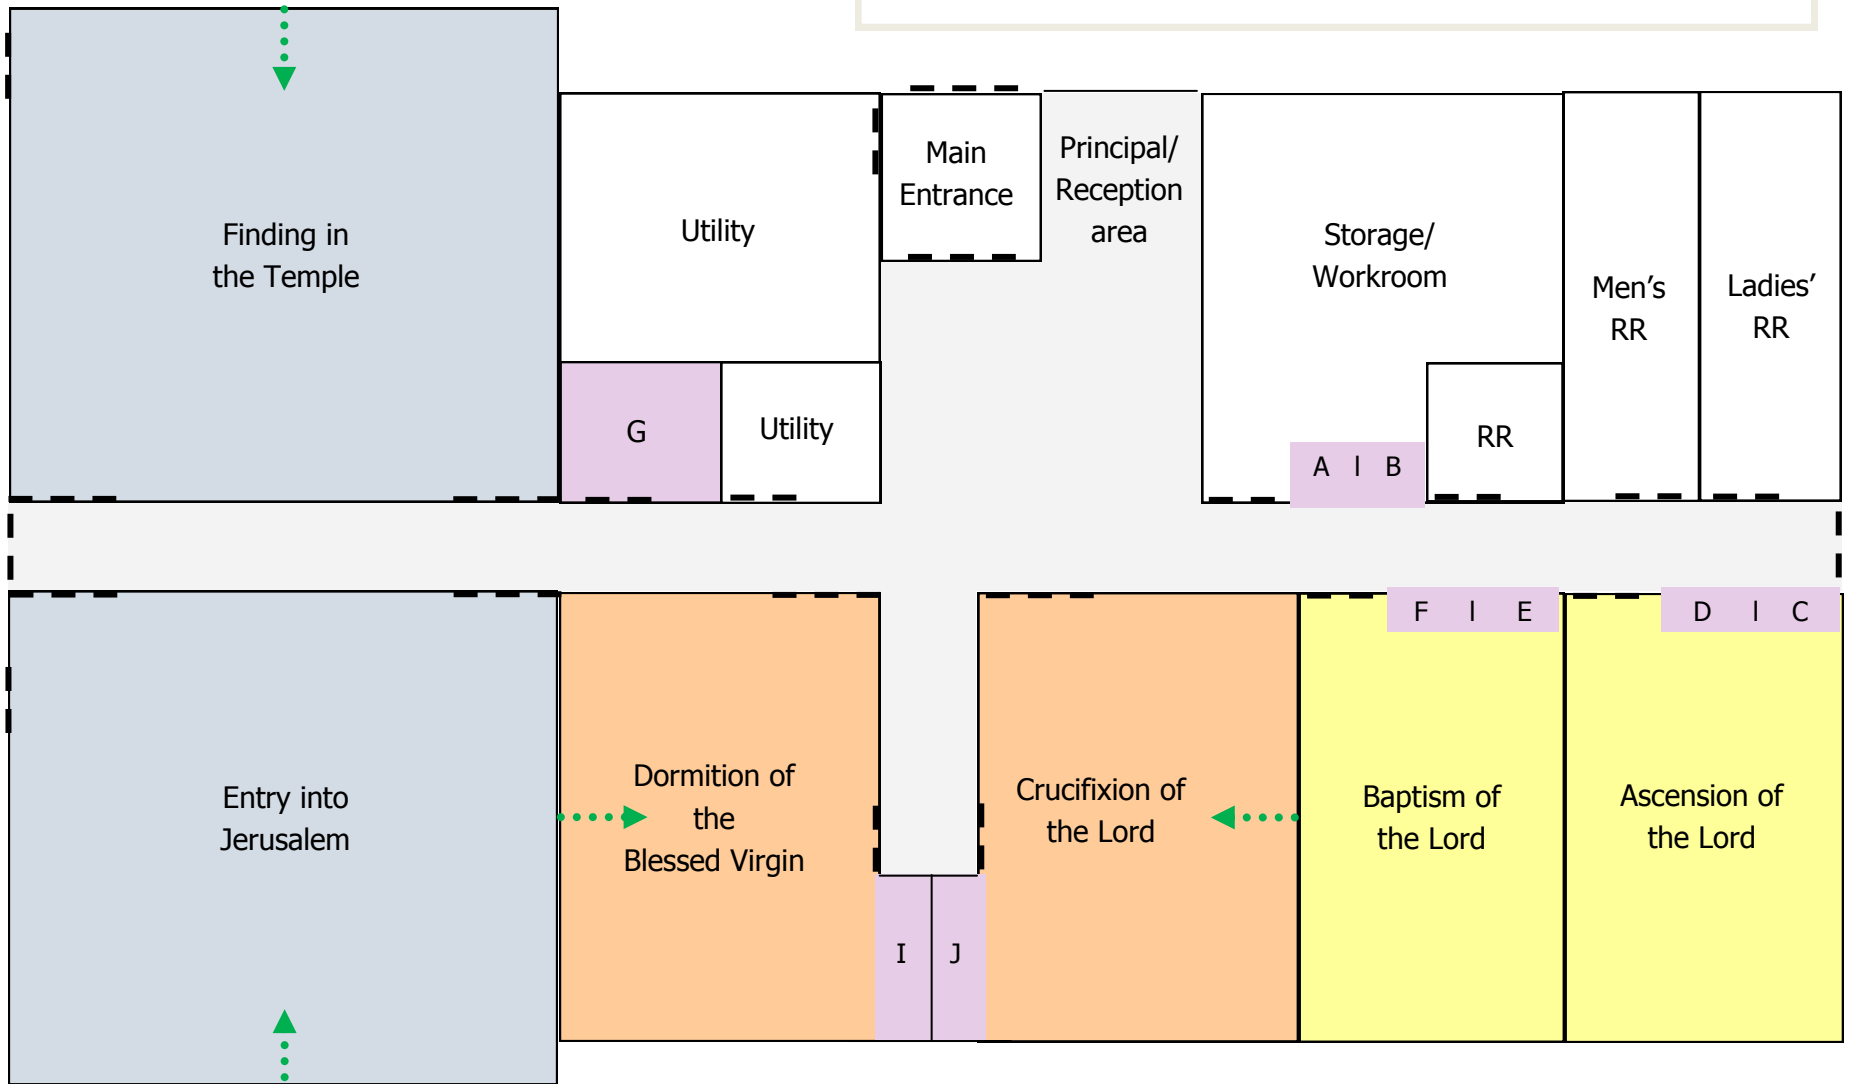 Finding in
the Temple
Utility
Main
Entrance
Principal/
Reception
area
Storage/
Workroom
Men’s
RR
Ladies’
RR
G
Utility
A l B
RR
F l E
D l C
Entry into
Jerusalem
Dormition of
the
Blessed Virgin
Crucifixion of
the Lord
Baptism of
the Lord
Ascension of
the Lord
I J